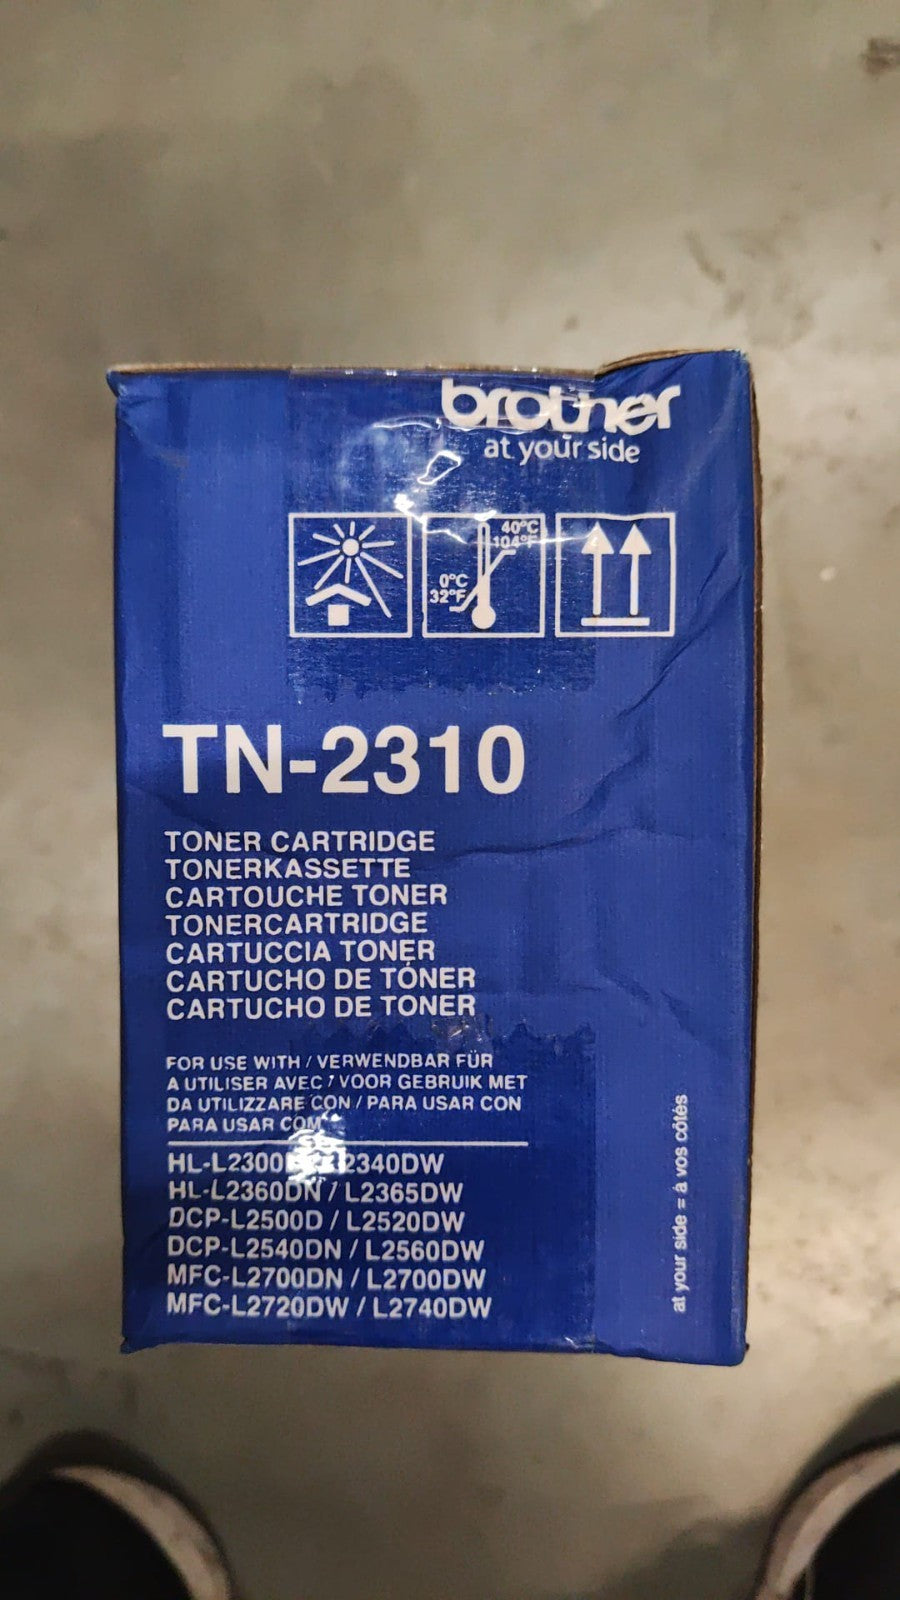 brother
at your side
40°C
104°F
0°C
32°F
TN-2310
TONER CARTRIDGE
TONERKASSETTE
CARTOUCHE TONER
TONERCARTRIDGE
CARTUCCIA TONER
CARTUCHO DE TÓNER
CARTUCHO DE TONER
FOR USE WITH / VERWENDBAR FÜR
A UTILISER AVEC / VOOR GEBRUIK MET
DA UTILIZZARE CON / PARA USAR CON
PARA USAR COM
HL-L2300 L2340DW
HL-L2360DN / L2365DW
DCP-L2500D / L2520DW
DCP-L2540DN / L2560DW
MFC-L2700DN / L2700DW
MFC-L2720DW / L2740DW
at your side = à vos côtés